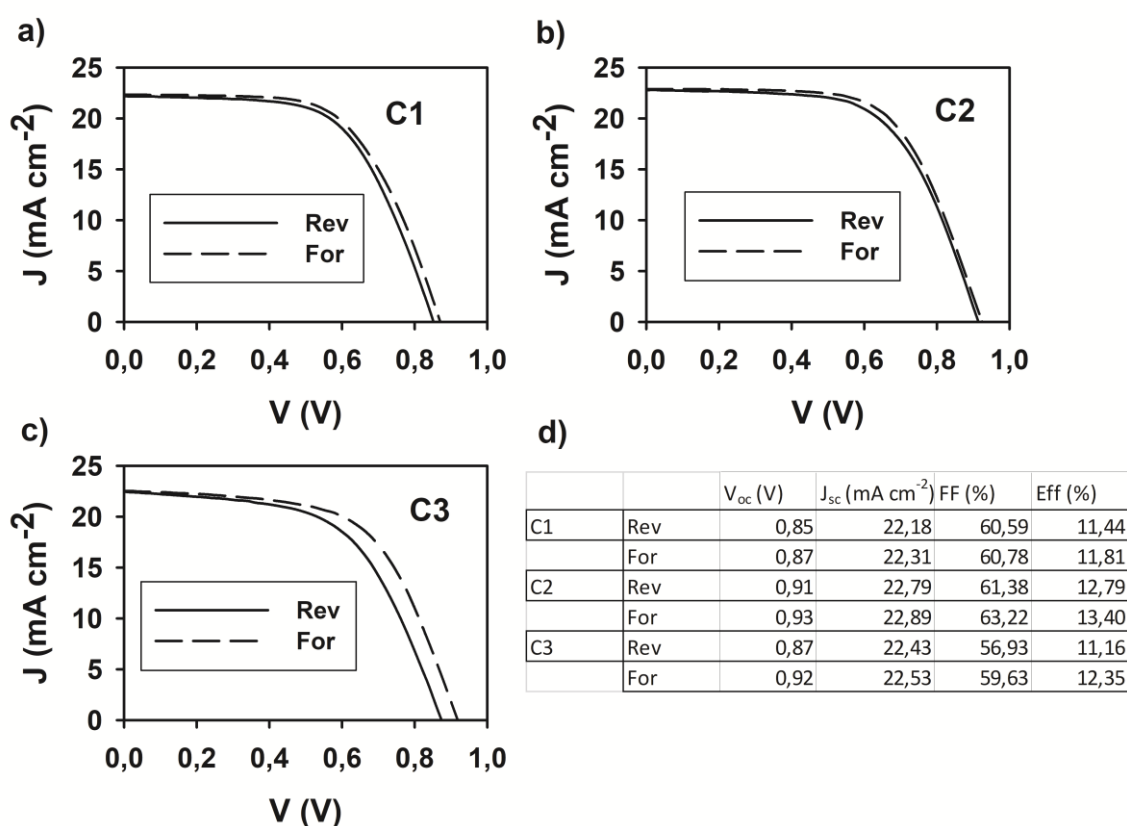 a)
25
20
15
10
5
0
J (mA cm-2)
C1
Rev
For
0,0 0,2 0,4 0,6 0,8 1,0
V (V)
b)
25
20
15
10
5
0
J (mA cm-2)
C2
Rev
For
0,0 0,2 0,4 0,6 0,8 1,0
V (V)
c)
25
20
15
10
5
0
J (mA cm-2)
C3
Rev
For
0,0 0,2 0,4 0,6 0,8 1,0
V (V)
d)
Voc (V) Jsc (mA cm-2) FF (%) Eff (%)
C1 Rev 0,85 22,18 60,59 11,44
For 0,87 22,31 60,78 11,81
C2 Rev 0,91 22,79 61,38 12,79
For 0,93 22,89 63,22 13,40
C3 Rev 0,87 22,43 56,93 11,16
For 0,92 22,53 59,63 12,35